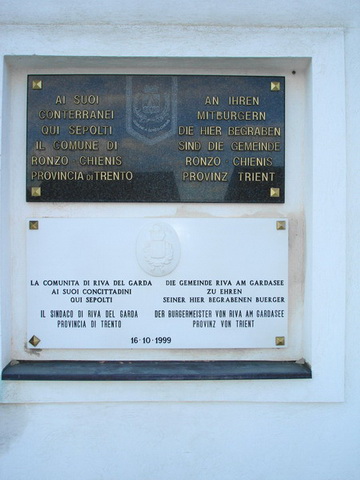 AI SUOI
CONTERRANEI
QUI SEPOLTI
IL COMUNE DI
RONZO - CHIENIS
PROVINCIA DI TRENTO
AN IHREN
MITBURGERN
DIE HIER BEGRABEN
SIND DIE GEMEINDE
RONZO - CHIENIS
PROVINZ TRIENT
LA COMUNITA DI RIVA DEL GARDA
AI SUOI CONCITTADINI
QUI SEPOLTI
IL SINDACO DI RIVA DEL GARDA
PROVINCIA DI TRENTO
DIE GEMEINDE RIVA AM GARDASEE
ZU EHREN
SEINER HIER BEGRABENEN BUERGER
DER BURGERMEISTER VON RIVA AM GARDASEE
PROVINZ VON TRIENT
16-10-1999